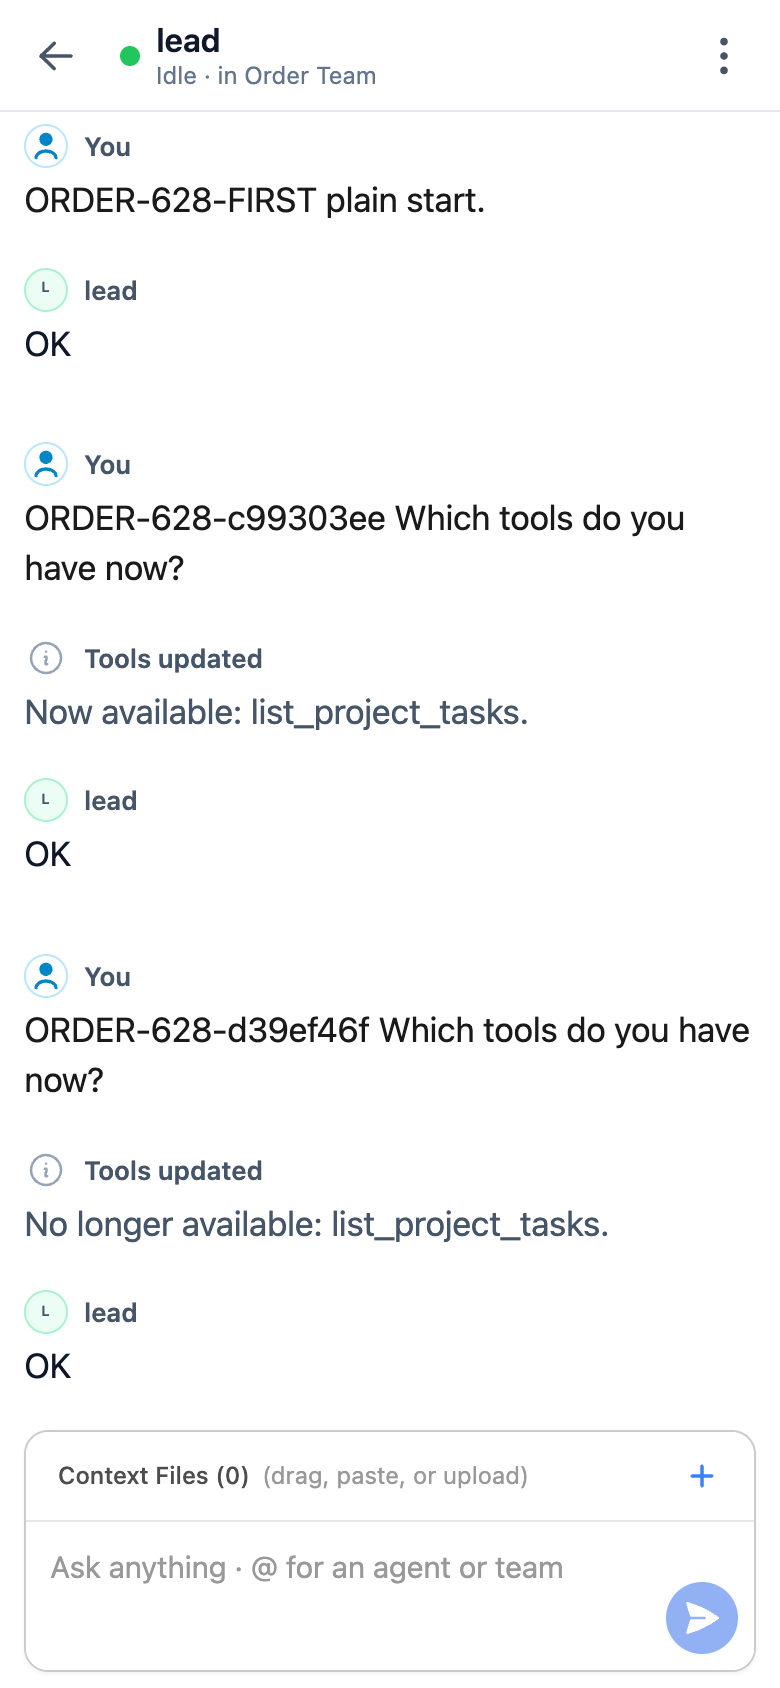 lead
Idle · in Order Team
You
ORDER-628-FIRST plain start.
L
lead
OK
You
ORDER-628-c99303ee Which tools do you
have now?
Tools updated
Now available: list_project_tasks.
L
lead
OK
You
ORDER-628-d39ef46f Which tools do you have
now?
Tools updated
No longer available: list_project_tasks.
L
lead
OK
Context Files (0) (drag, paste, or upload)
Ask anything · @ for an agent or team